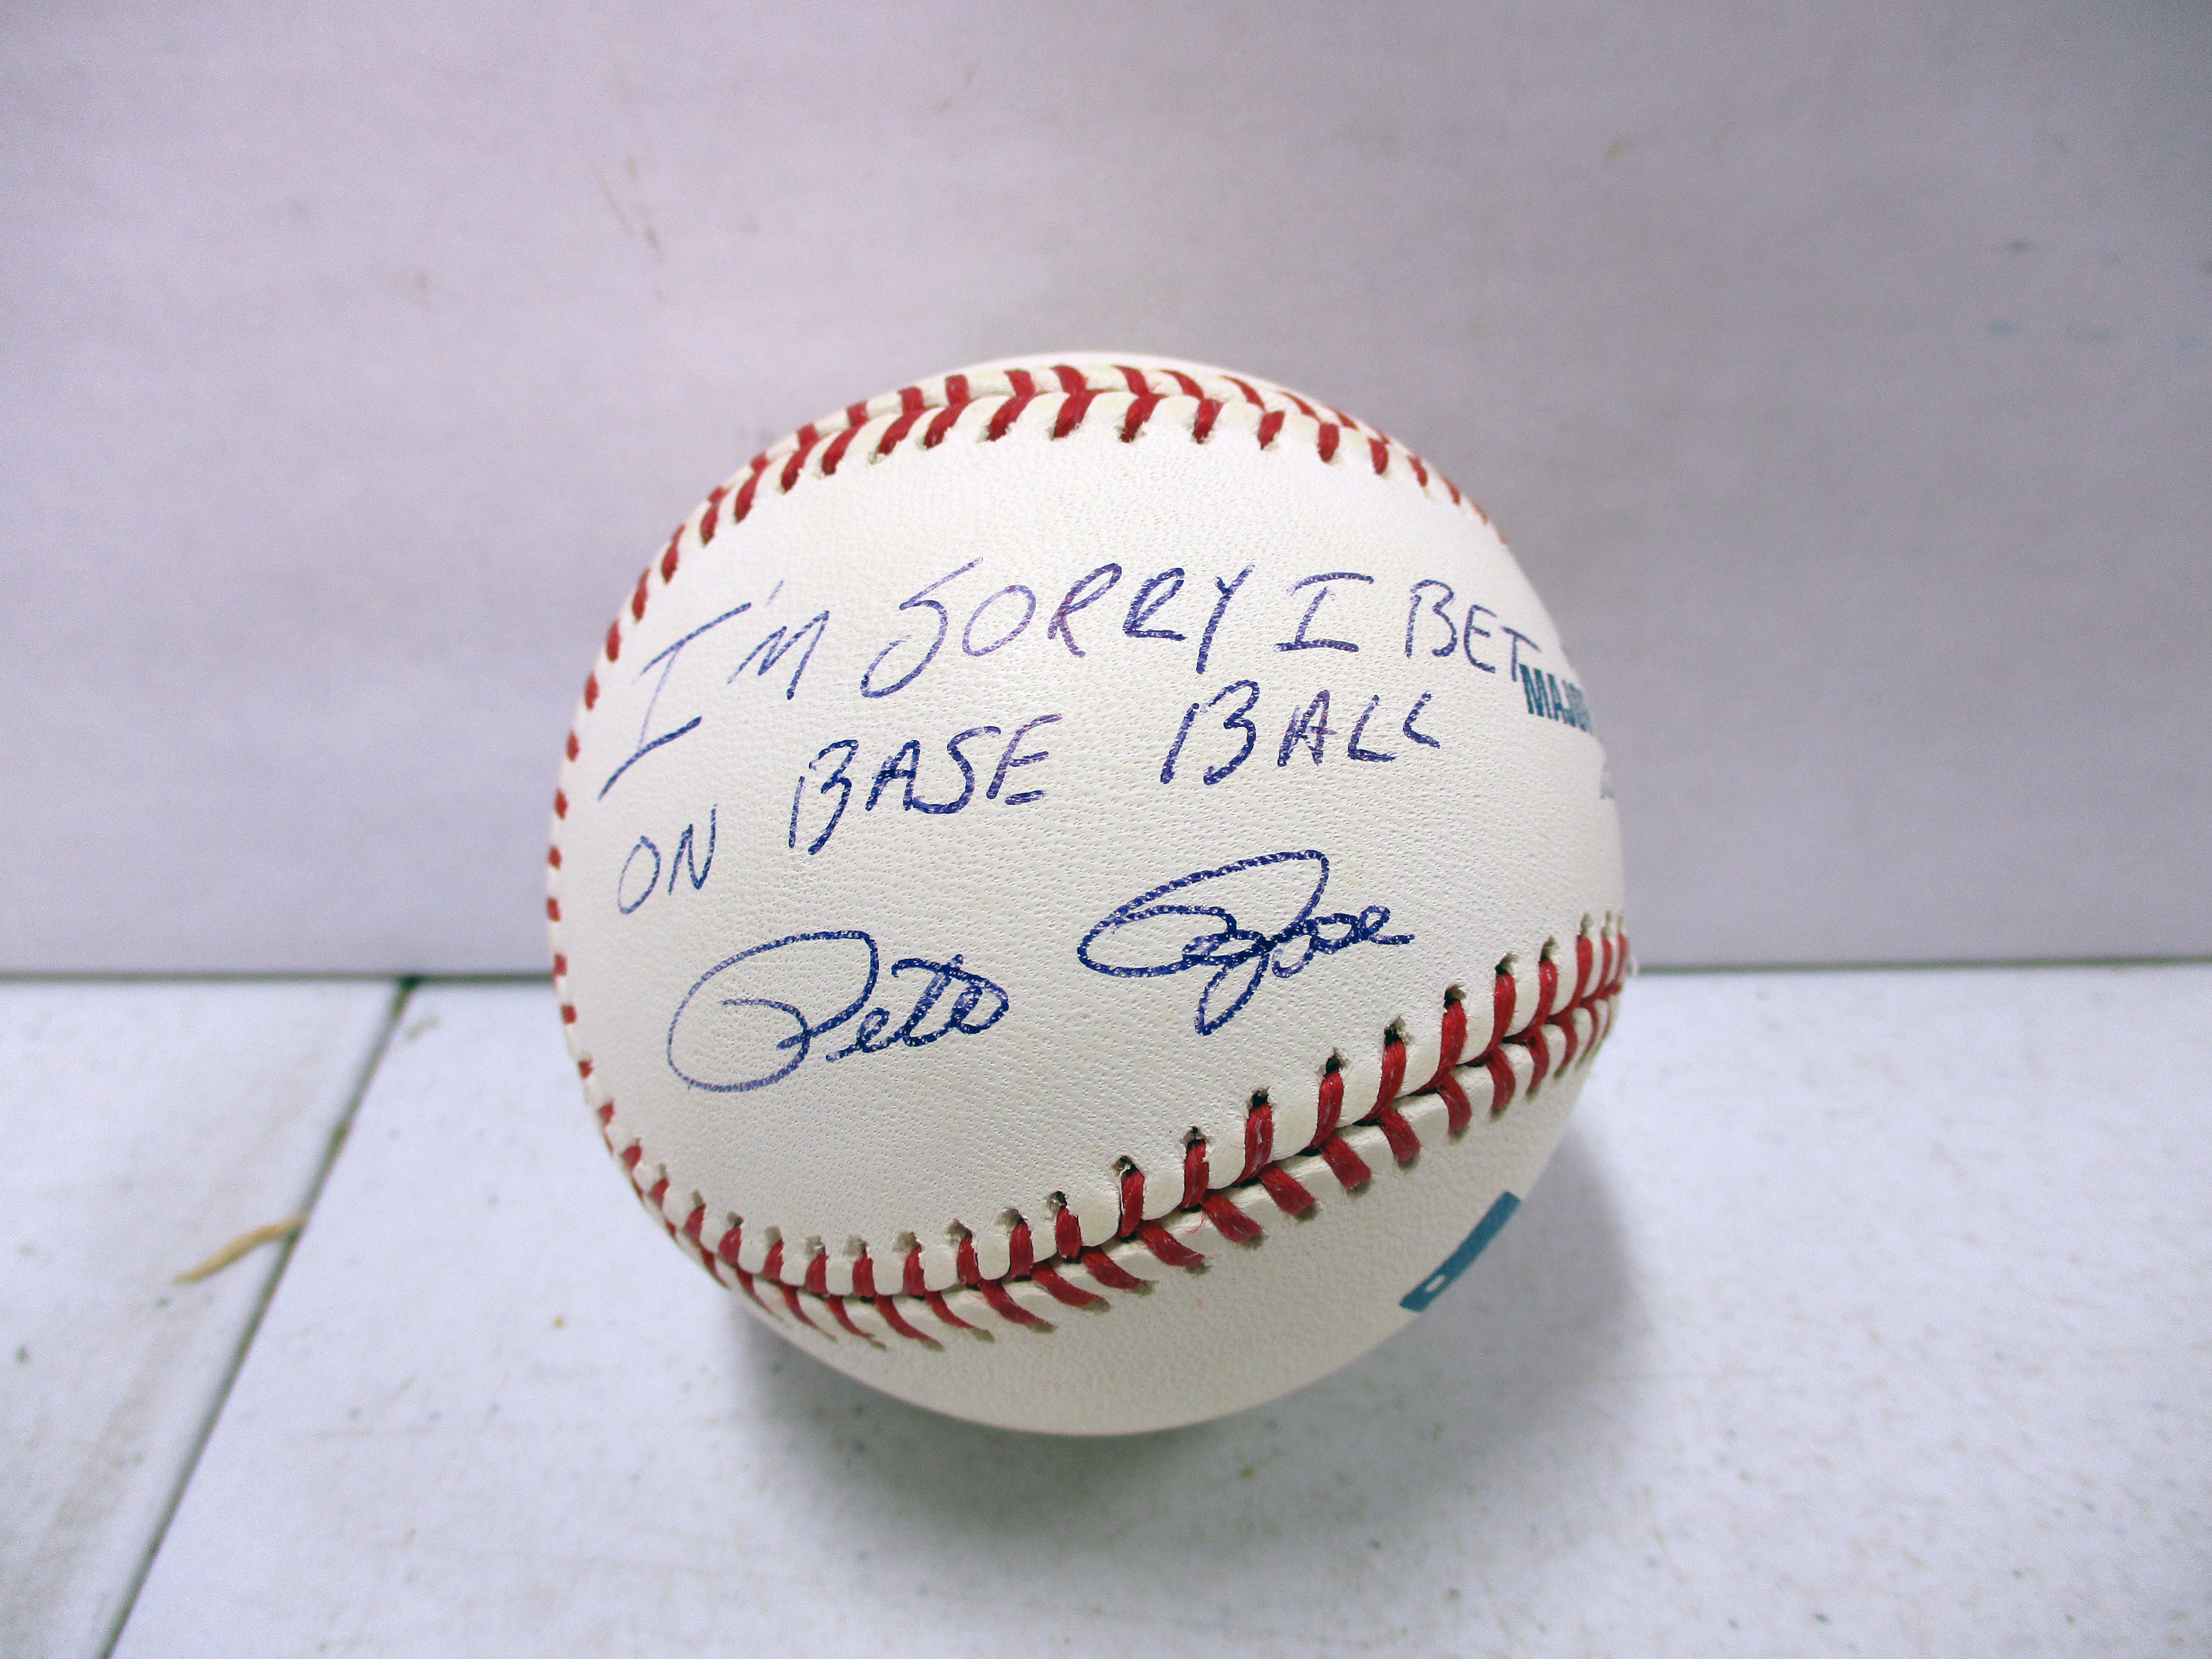 I'M SORRY I BET
ON BASE BALL
Pete Rose